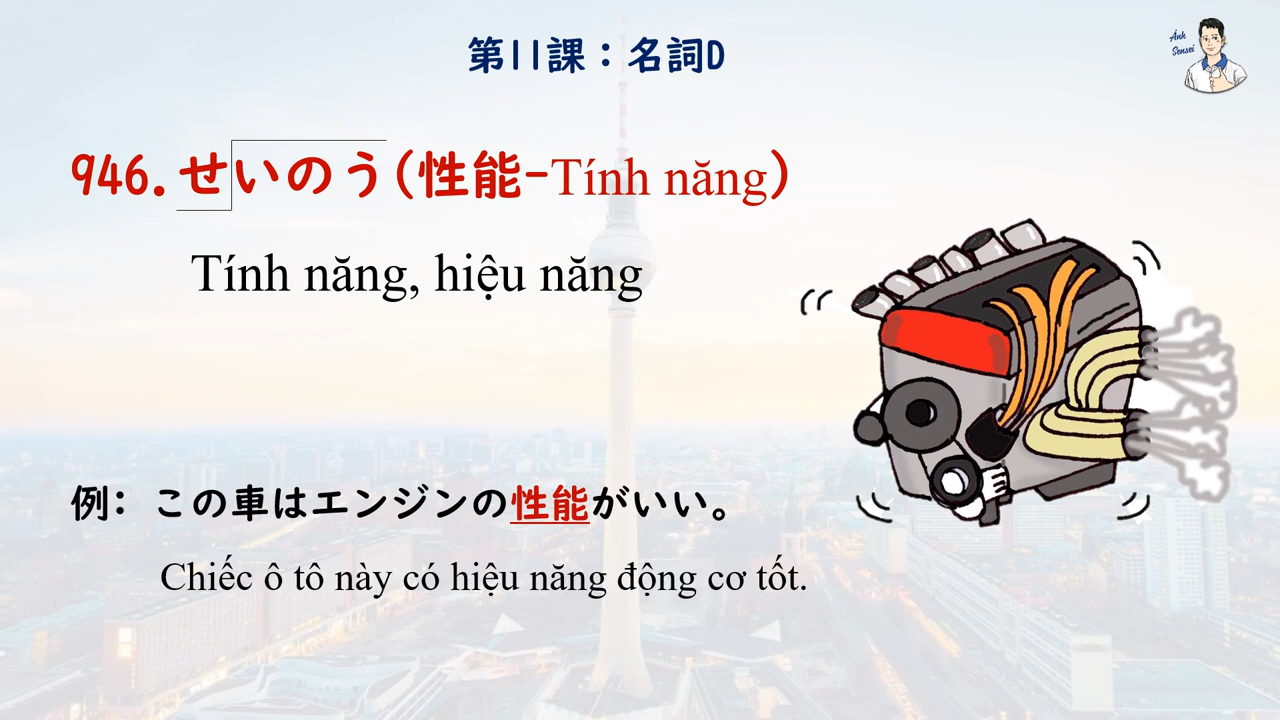 第11課：名詞D
Anh
Sensei
946.せいのう(性能-Tính năng)
Tính năng, hiệu năng
例: この車はエンジンの性能がいい。
Chiếc ô tô này có hiệu năng động cơ tốt.